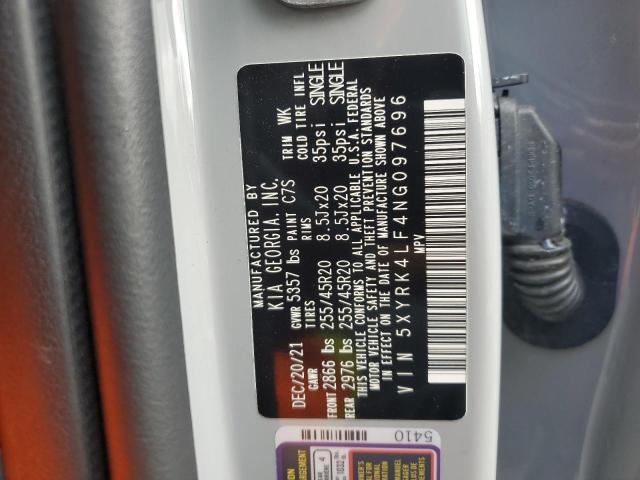 MANUFACTURED BY
KIA GEORGIA, INC.
DEC/20/21 GVWR 5357 lbs PAINT C7S TRIM WK
GAWR TIRES RIMS COLD TIRE INFL
FRONT 2866 lbs 255/45R20 8.5Jx20 35psi SINGLE
REAR 2976 lbs 255/45R20 8.5Jx20 35psi SINGLE
THIS VEHICLE CONFORMS TO ALL APPLICABLE U.S.A. FEDERAL
MOTOR VEHICLE SAFETY AND THEFT PREVENTION STANDARDS
IN EFFECT ON THE DATE OF MANUFACTURE SHOWN ABOVE
VIN 5XYRK4LF4NG097696
MPV
5410